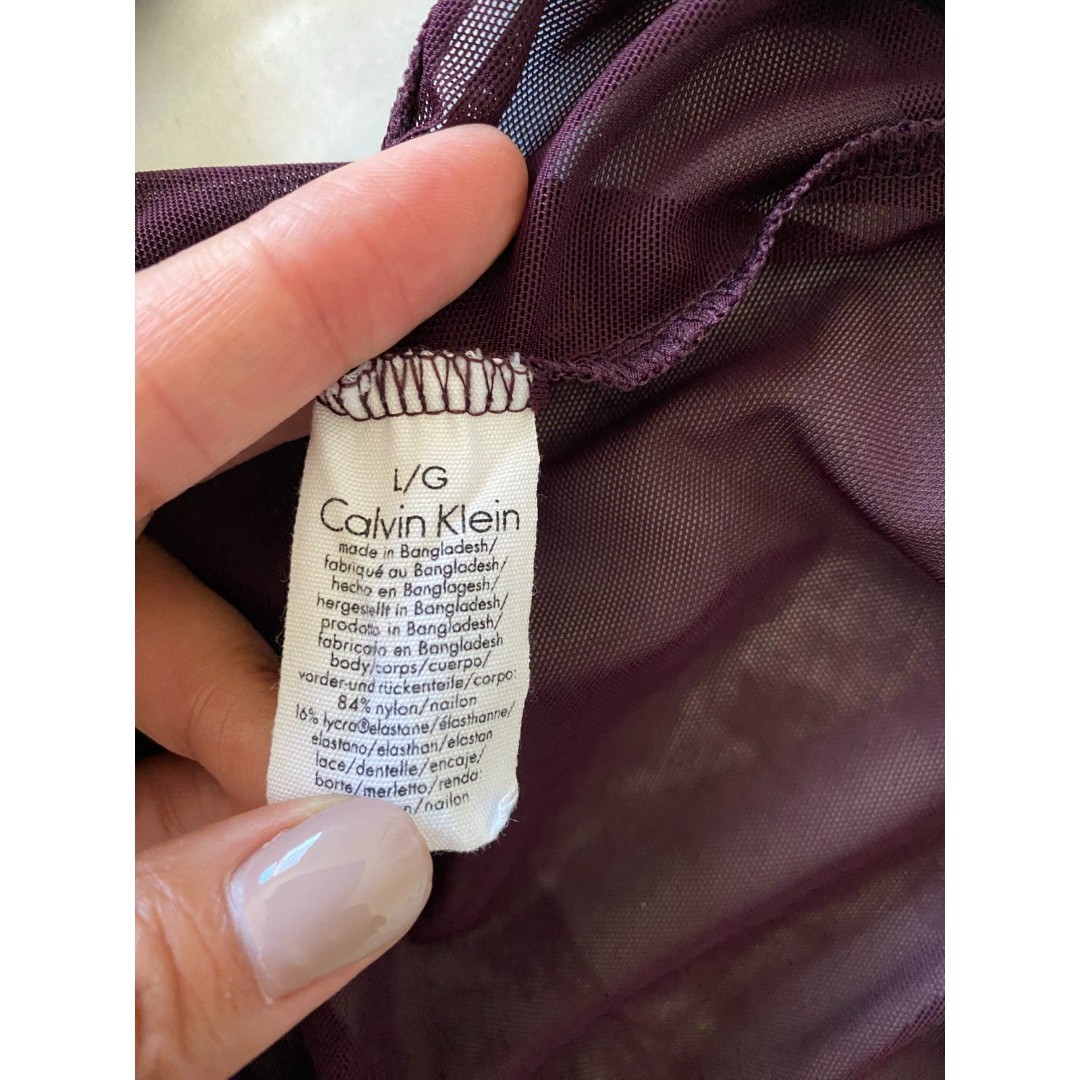 L/G
Calvin Klein
made in Bangladesh/
fabriqué au Bangladesh/
hecho en Banglagesh/
hergestellt in Bangladesh/
prodotto in Bangladesh/
fabricado en Bangladesh
body/corps/cuerpo/
vorder-und rückenteile/corpo:
84% nylon/nailon
16% lycra®elastane/élasthanne/
elastano/elasthan/elastan
lace/dentelle/encaje/
borte/merletto/renda:
/nailon